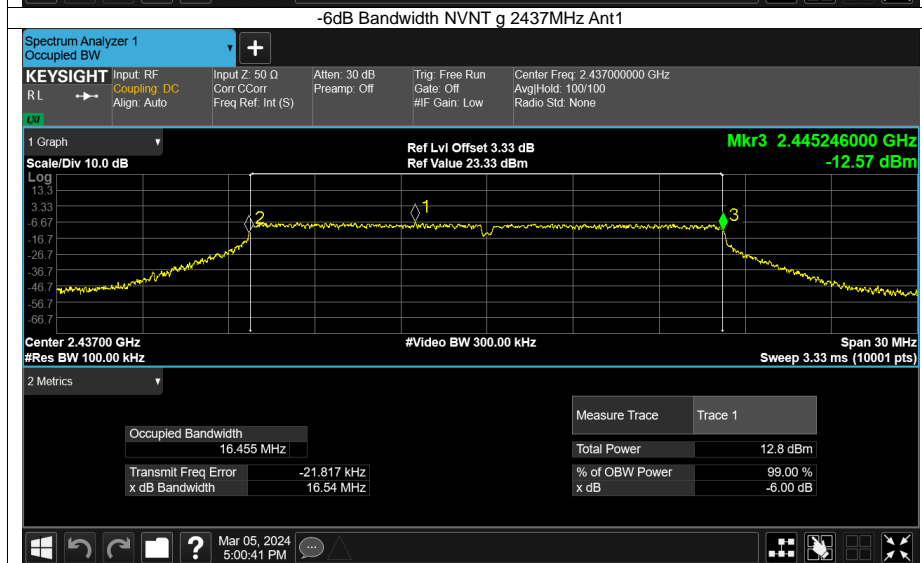 -6dB Bandwidth NVNT g 2437MHz Ant1
Spectrum Analyzer 1
Occupied BW
+
KEYSIGHT Input: RF Input Z: 50 Ω Atten: 30 dB Trig: Free Run Center Freq: 2.437000000 GHz
R L Coupling: DC Corr CCorr Preamp: Off Gate: Off Avg|Hold: 100/100
Align: Auto Freq Ref: Int (S) #IF Gain: Low Radio Std: None
LXI
1 Graph Ref Lvl Offset 3.33 dB Mkr3 2.445246000 GHz
Scale/Div 10.0 dB Ref Value 23.33 dBm -12.57 dBm
Log
13.3
3.33
1
2
3
-6.67
-16.7
-26.7
-36.7
-46.7
-56.7
-66.7
Center 2.43700 GHz #Video BW 300.00 kHz Span 30 MHz
#Res BW 100.00 kHz Sweep 3.33 ms (10001 pts)
2 Metrics
Measure Trace Trace 1
Occupied Bandwidth
16.455 MHz Total Power 12.8 dBm
Transmit Freq Error -21.817 kHz % of OBW Power 99.00 %
x dB Bandwidth 16.54 MHz x dB -6.00 dB
? Mar 05, 2024
5:00:41 PM